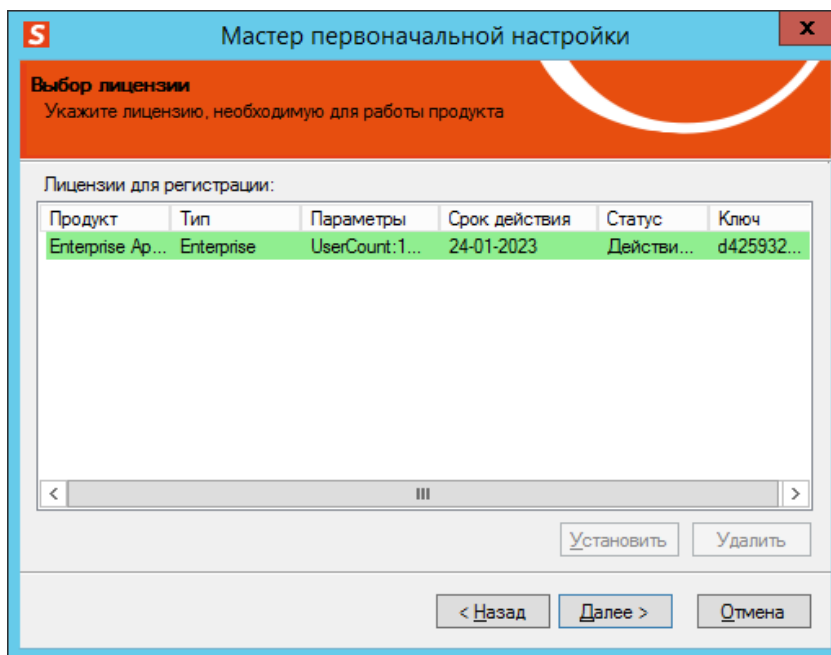 S
Мастер первоначальной настройки
x
Выбор лицензии
Укажите лицензию, необходимую для работы продукта
Лицензии для регистрации:
Продукт Тип Параметры Срок действия Статус Ключ
Enterprise Ap... Enterprise UserCount:1... 24-01-2023 Действи... d425932...
Установить Удалить
< Назад Далее > Отмена